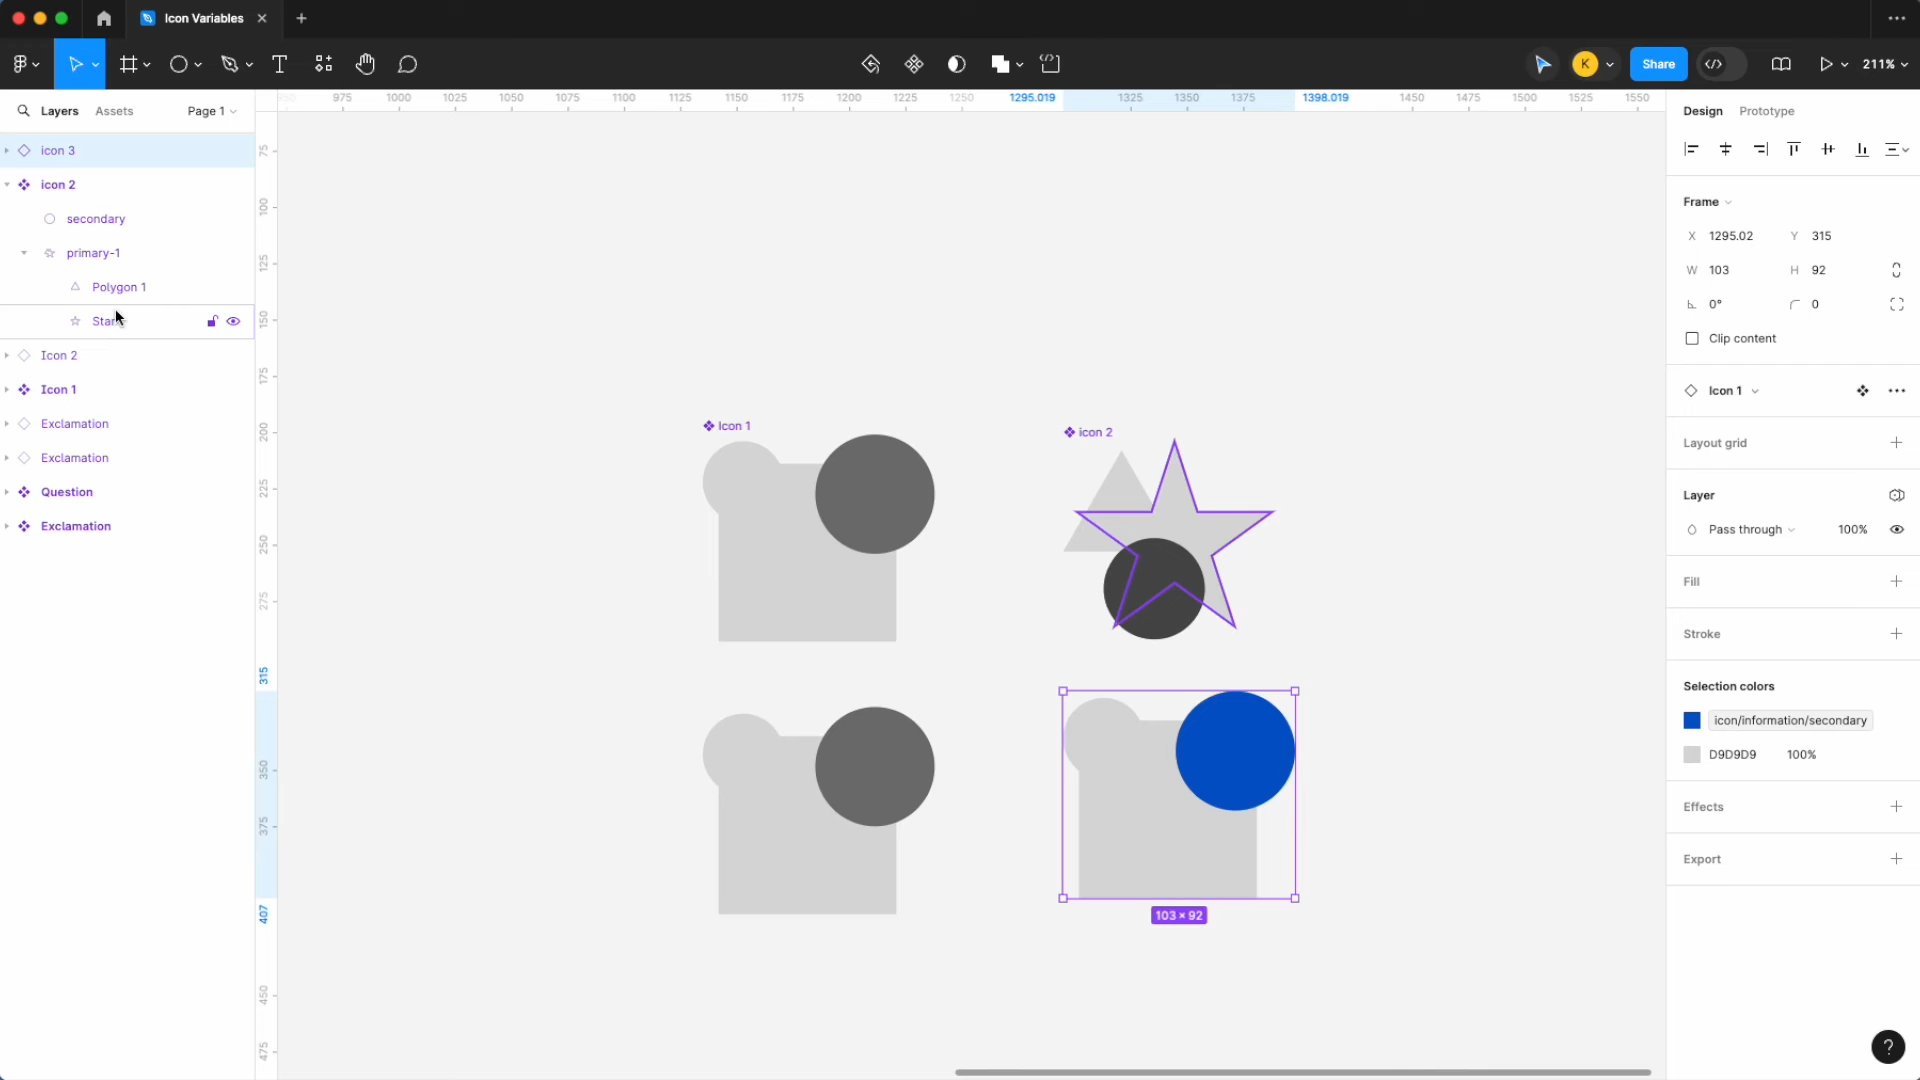 Icon Variables
Share
211%
K
Layers
Assets
Page 1
icon 3
icon 2
secondary
primary-1
Polygon 1
Icon 2
Icon 1
Exclamation
Exclamation
Question
Exclamation
975 1000 1025 1050 1075 1100 1125 1150 1175 1200 1225 1250 1295.019 1325 1350 1375 1398.019 1450 1475 1500 1525 1550
75
100
125
150
175
200
225
250
275
315
350
375
407
450
475
Icon 1
icon 2
103 × 92
Design
Prototype
Frame
X 1295.02 Y 315
W 103 H 92
0° 0
Clip content
Icon 1
Layout grid
Layer
Pass through 100%
Fill
Stroke
Selection colors
icon/information/secondary
D9D9D9 100%
Effects
Export
?